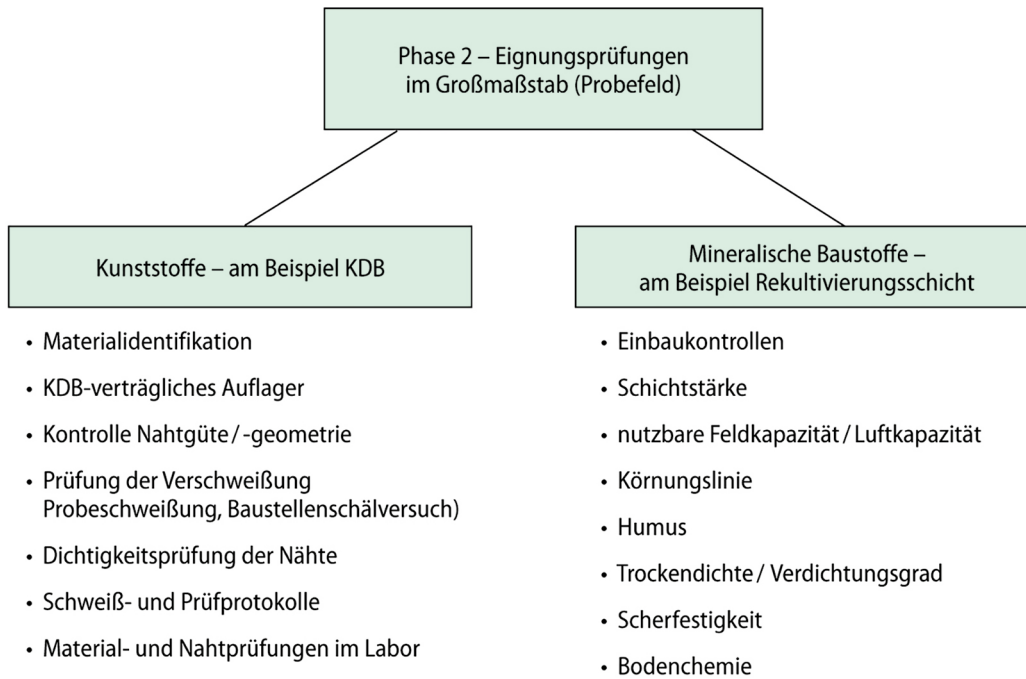 Phase 2 – Eignungsprüfungen
im Großmaßstab (Probefeld)
Kunststoffe – am Beispiel KDB
• Materialidentifikation
• KDB-verträgliches Auflager
• Kontrolle Nahtgüte / -geometrie
• Prüfung der Verschweißung
Probeschweißung, Baustellenschälversuch)
• Dichtigkeitsprüfung der Nähte
• Schweiß- und Prüfprotokolle
• Material- und Nahtprüfungen im Labor
Mineralische Baustoffe –
am Beispiel Rekultivierungsschicht
• Einbaukontrollen
• Schichtstärke
• nutzbare Feldkapazität / Luftkapazität
• Körnungslinie
• Humus
• Trockendichte / Verdichtungsgrad
• Scherfestigkeit
• Bodenchemie